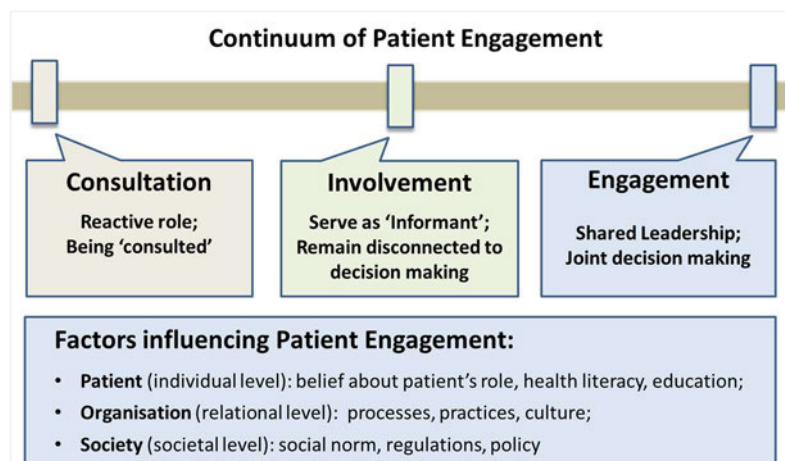 Continuum of Patient Engagement
Consultation
Reactive role;
Being ‘consulted’
Involvement
Serve as ‘Informant’;
Remain disconnected to
decision making
Engagement
Shared Leadership;
Joint decision making
Factors influencing Patient Engagement:
• Patient (individual level): belief about patient’s role, health literacy, education;
• Organisation (relational level): processes, practices, culture;
• Society (societal level): social norm, regulations, policy